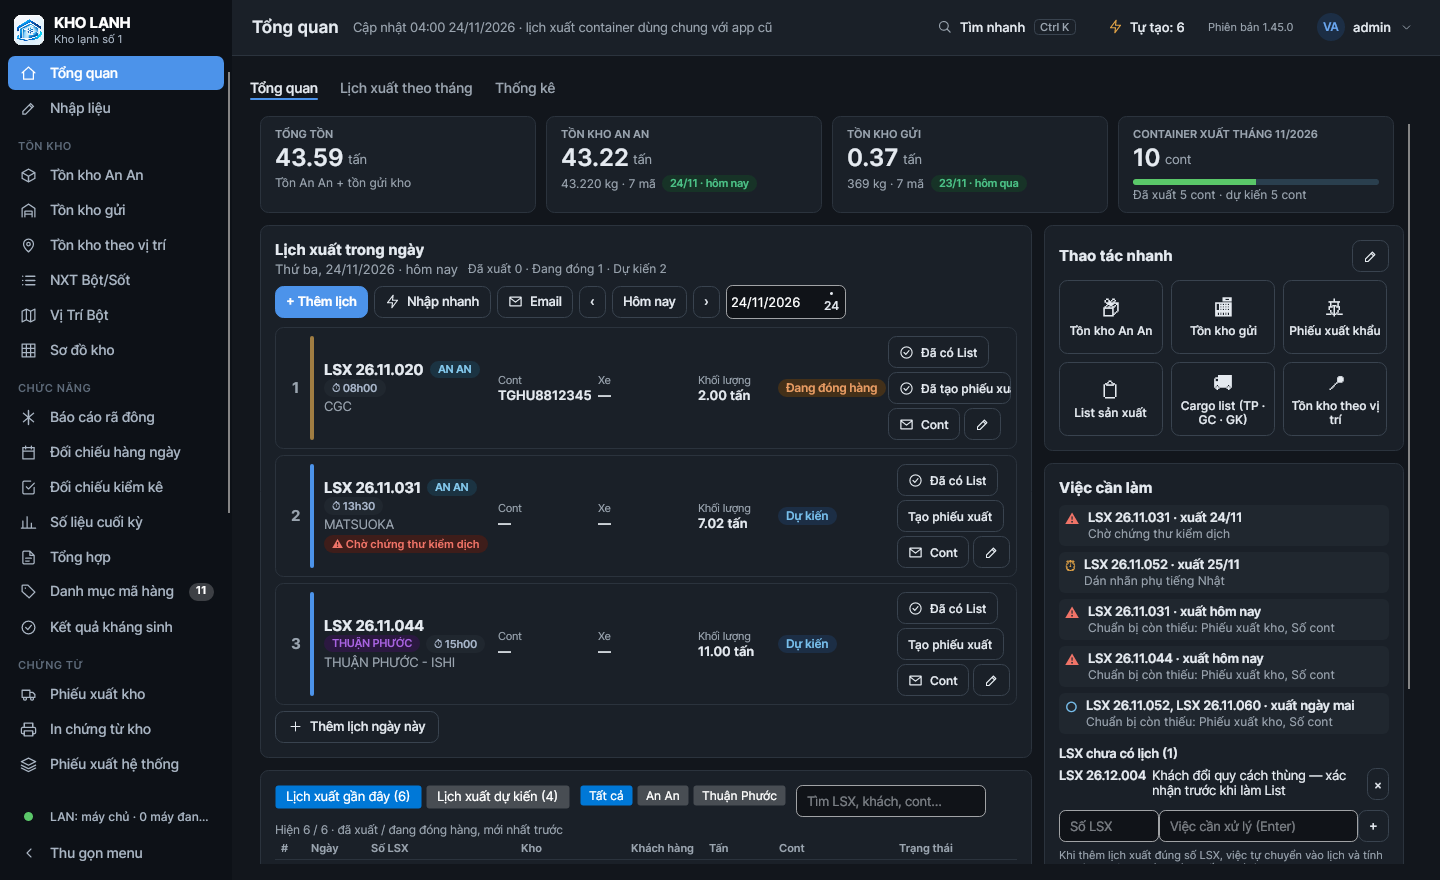 KHO LẠNH
Kho lạnh số 1
Tổng quan
Nhập liệu
TỒN KHO
Tồn kho An An
Tồn kho gửi
Tồn kho theo vị trí
NXT Bột/Sốt
Vị Trí Bột
Sơ đồ kho
CHỨC NĂNG
Báo cáo rã đông
Đối chiếu hàng ngày
Đối chiếu kiểm kê
Số liệu cuối kỳ
Tổng hợp
Danh mục mã hàng 11
Kết quả kháng sinh
CHỨNG TỪ
Phiếu xuất kho
In chứng từ kho
Phiếu xuất hệ thống
LAN: máy chủ · 0 máy đan...
Thu gọn menu
Tổng quan Cập nhật 04:00 24/11/2026 · lịch xuất container dùng chung với app cũ
Tìm nhanh Ctrl K Tự tạo: 6 Phiên bản 1.45.0 VA admin
Tổng quan Lịch xuất theo tháng Thống kê
TỔNG TỒN
43.59 tấn
Tồn An An + tồn gửi kho
TỒN KHO AN AN
43.22 tấn
43.220 kg · 7 mã 24/11 · hôm nay
TỒN KHO GỬI
0.37 tấn
369 kg · 7 mã 23/11 · hôm qua
CONTAINER XUẤT THÁNG 11/2026
10 cont
Đã xuất 5 cont · dự kiến 5 cont
Lịch xuất trong ngày
Thứ ba, 24/11/2026 · hôm nay Đã xuất 0 · Đang đóng 1 · Dự kiến 2
+ Thêm lịch Nhập nhanh Email ‹ Hôm nay › 24/11/2026 24
1
LSX 26.11.020 AN AN
08h00
CGC
Cont
TGHU8812345
Xe
—
Khối lượng
2.00 tấn
Đang đóng hàng
Đã có List
Đã tạo phiếu xu
Cont
2
LSX 26.11.031 AN AN
13h30
MATSUOKA
Chờ chứng thư kiểm dịch
Cont
—
Xe
—
Khối lượng
7.02 tấn
Dự kiến
Đã có List
Tạo phiếu xuất
Cont
3
LSX 26.11.044
THUẬN PHƯỚC 15h00
THUẬN PHƯỚC - ISHI
Cont
—
Xe
—
Khối lượng
11.00 tấn
Dự kiến
Đã có List
Tạo phiếu xuất
Cont
+ Thêm lịch ngày này
Lịch xuất gần đây (6) Lịch xuất dự kiến (4) Tất cả An An Thuận Phước Tìm LSX, khách, cont...
Hiện 6 / 6 · đã xuất / đang đóng hàng, mới nhất trước
# Ngày Số LSX Kho Khách hàng Tấn Cont Trạng thái
Thao tác nhanh
Tồn kho An An
Tồn kho gửi
Phiếu xuất khẩu
List sản xuất
Cargo list (TP ·
GC · GK)
Tồn kho theo vị
trí
Việc cần làm
LSX 26.11.031 · xuất 24/11
Chờ chứng thư kiểm dịch
LSX 26.11.052 · xuất 25/11
Dán nhãn phụ tiếng Nhật
LSX 26.11.031 · xuất hôm nay
Chuẩn bị còn thiếu: Phiếu xuất kho, Số cont
LSX 26.11.044 · xuất hôm nay
Chuẩn bị còn thiếu: Phiếu xuất kho, Số cont
LSX 26.11.052, LSX 26.11.060 · xuất ngày mai
Chuẩn bị còn thiếu: Phiếu xuất kho, Số cont
LSX chưa có lịch (1)
LSX 26.12.004 Khách đổi quy cách thùng — xác
nhận trước khi làm List
×
Số LSX Việc cần xử lý (Enter) +
Khi thêm lịch xuất đúng số LSX, việc tự chuyển vào lịch và tính